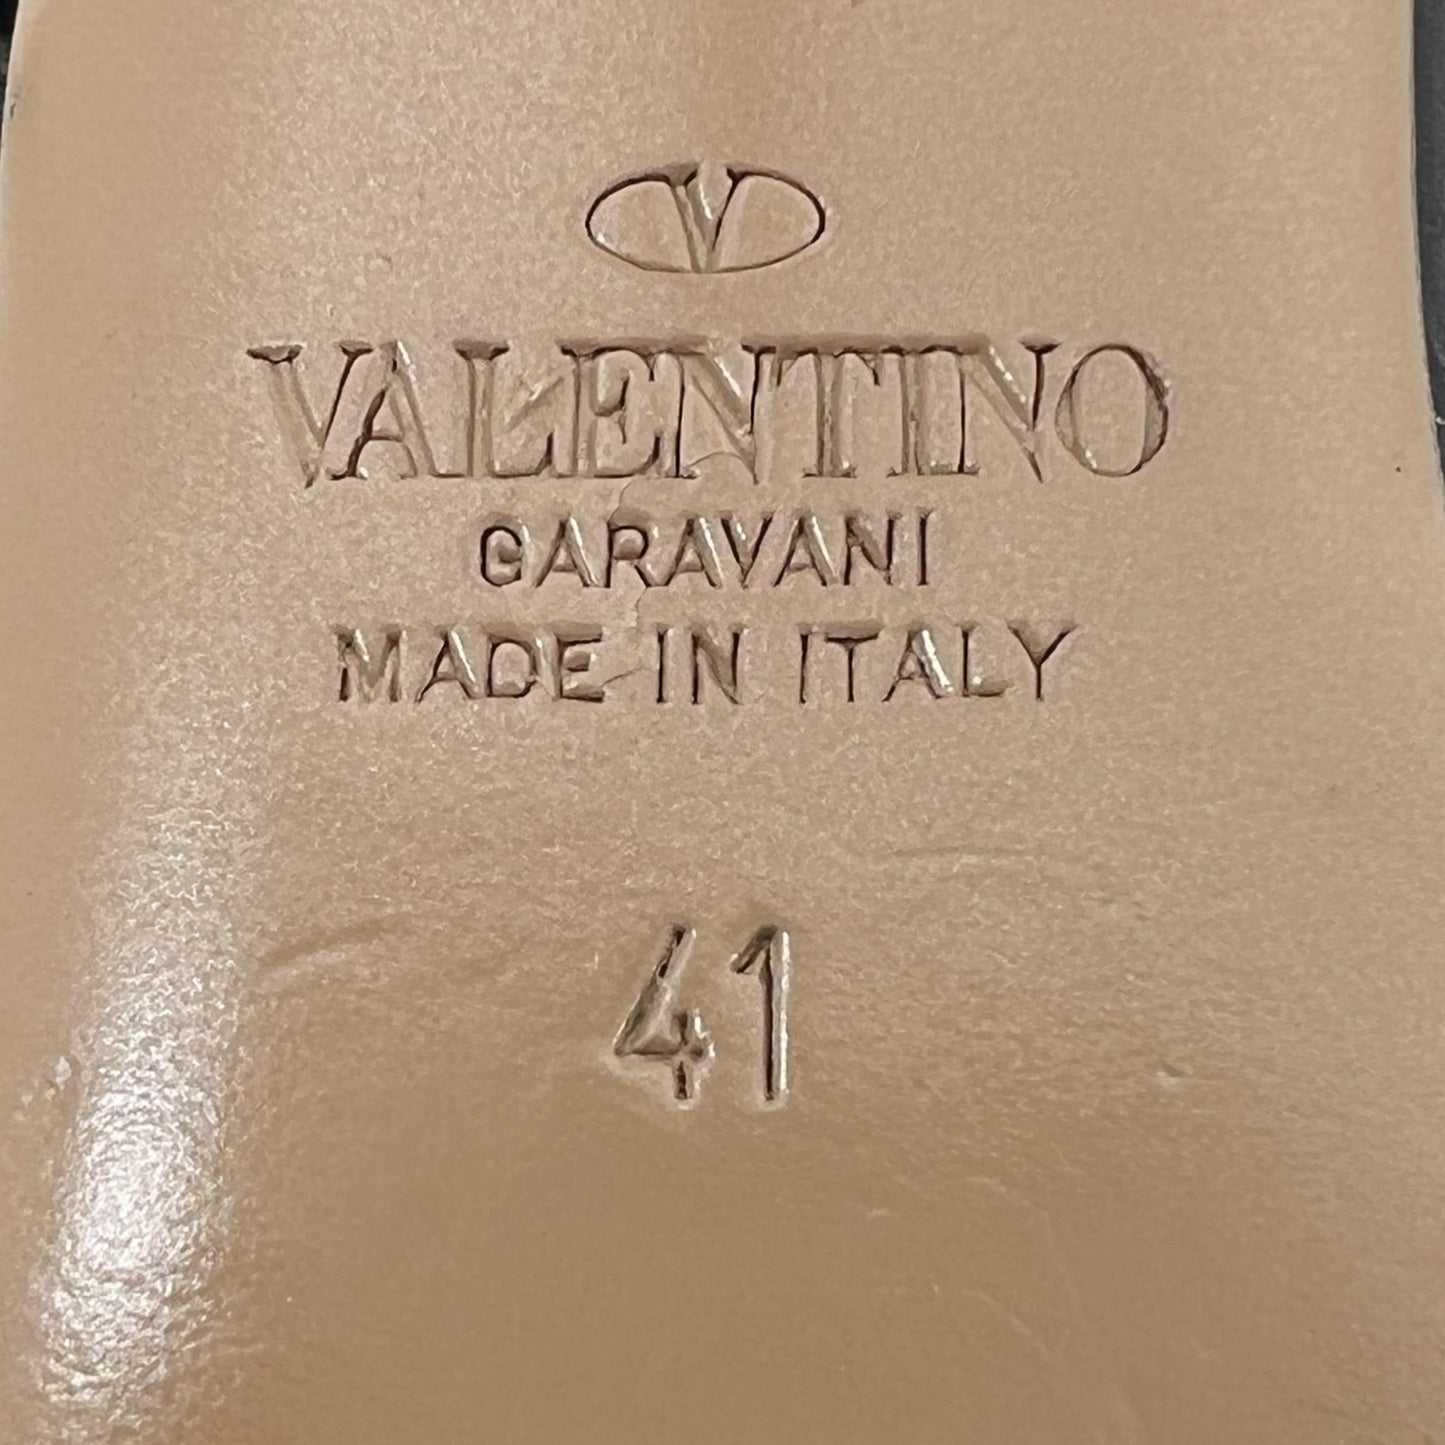 V
VALENTINO
GARAVANI
MADE IN ITALY
41